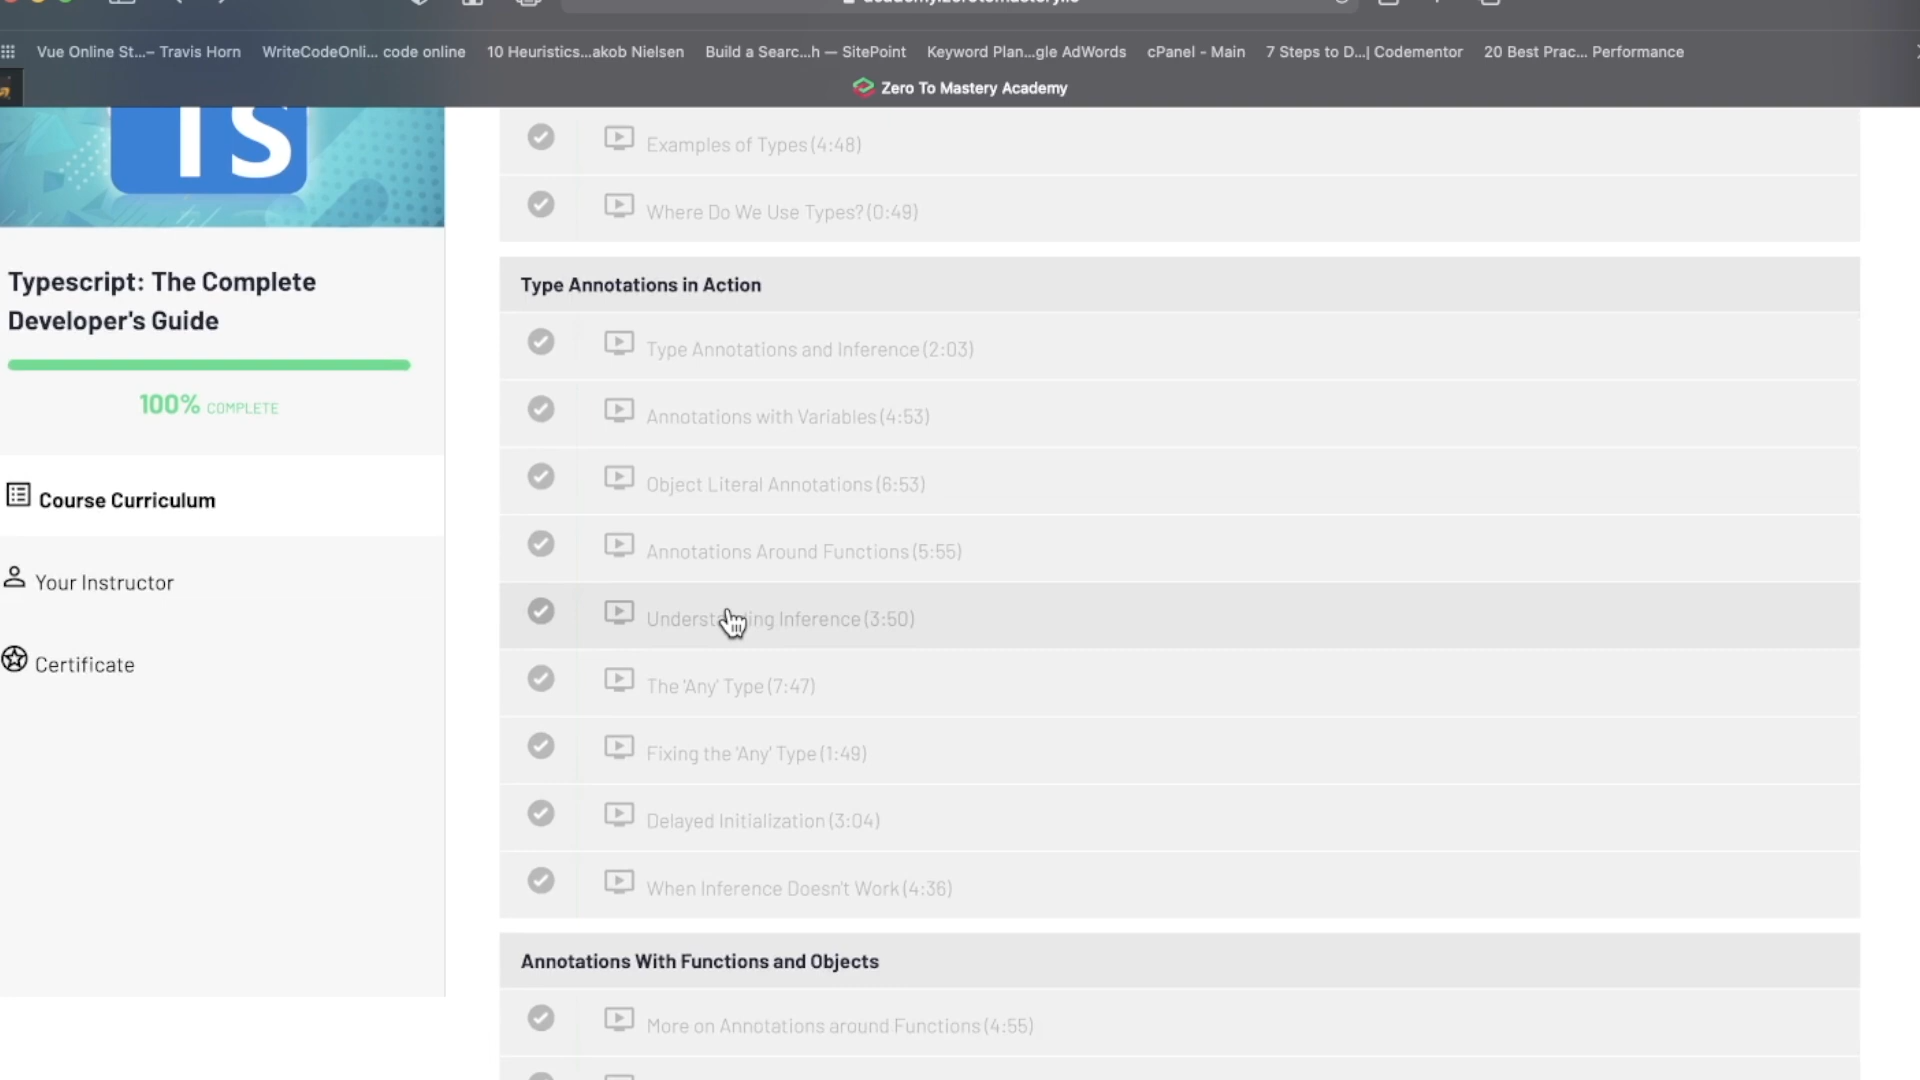 Vue Online St...– Travis Horn WriteCodeOnli... code online 10 Heuristics...akob Nielsen Build a Searc...h — SitePoint Keyword Plan...gle AdWords cPanel - Main 7 Steps to D...| Codementor 20 Best Prac... Performance
Zero To Mastery Academy
TS
Typescript: The Complete
Developer's Guide
100% COMPLETE
Course Curriculum
Your Instructor
Certificate
Examples of Types (4:48)
Where Do We Use Types? (0:49)
Type Annotations in Action
Type Annotations and Inference (2:03)
Annotations with Variables (4:53)
Object Literal Annotations (6:53)
Annotations Around Functions (5:55)
Understanding Inference (3:50)
The 'Any' Type (7:47)
Fixing the 'Any' Type (1:49)
Delayed Initialization (3:04)
When Inference Doesn't Work (4:36)
Annotations With Functions and Objects
More on Annotations around Functions (4:55)